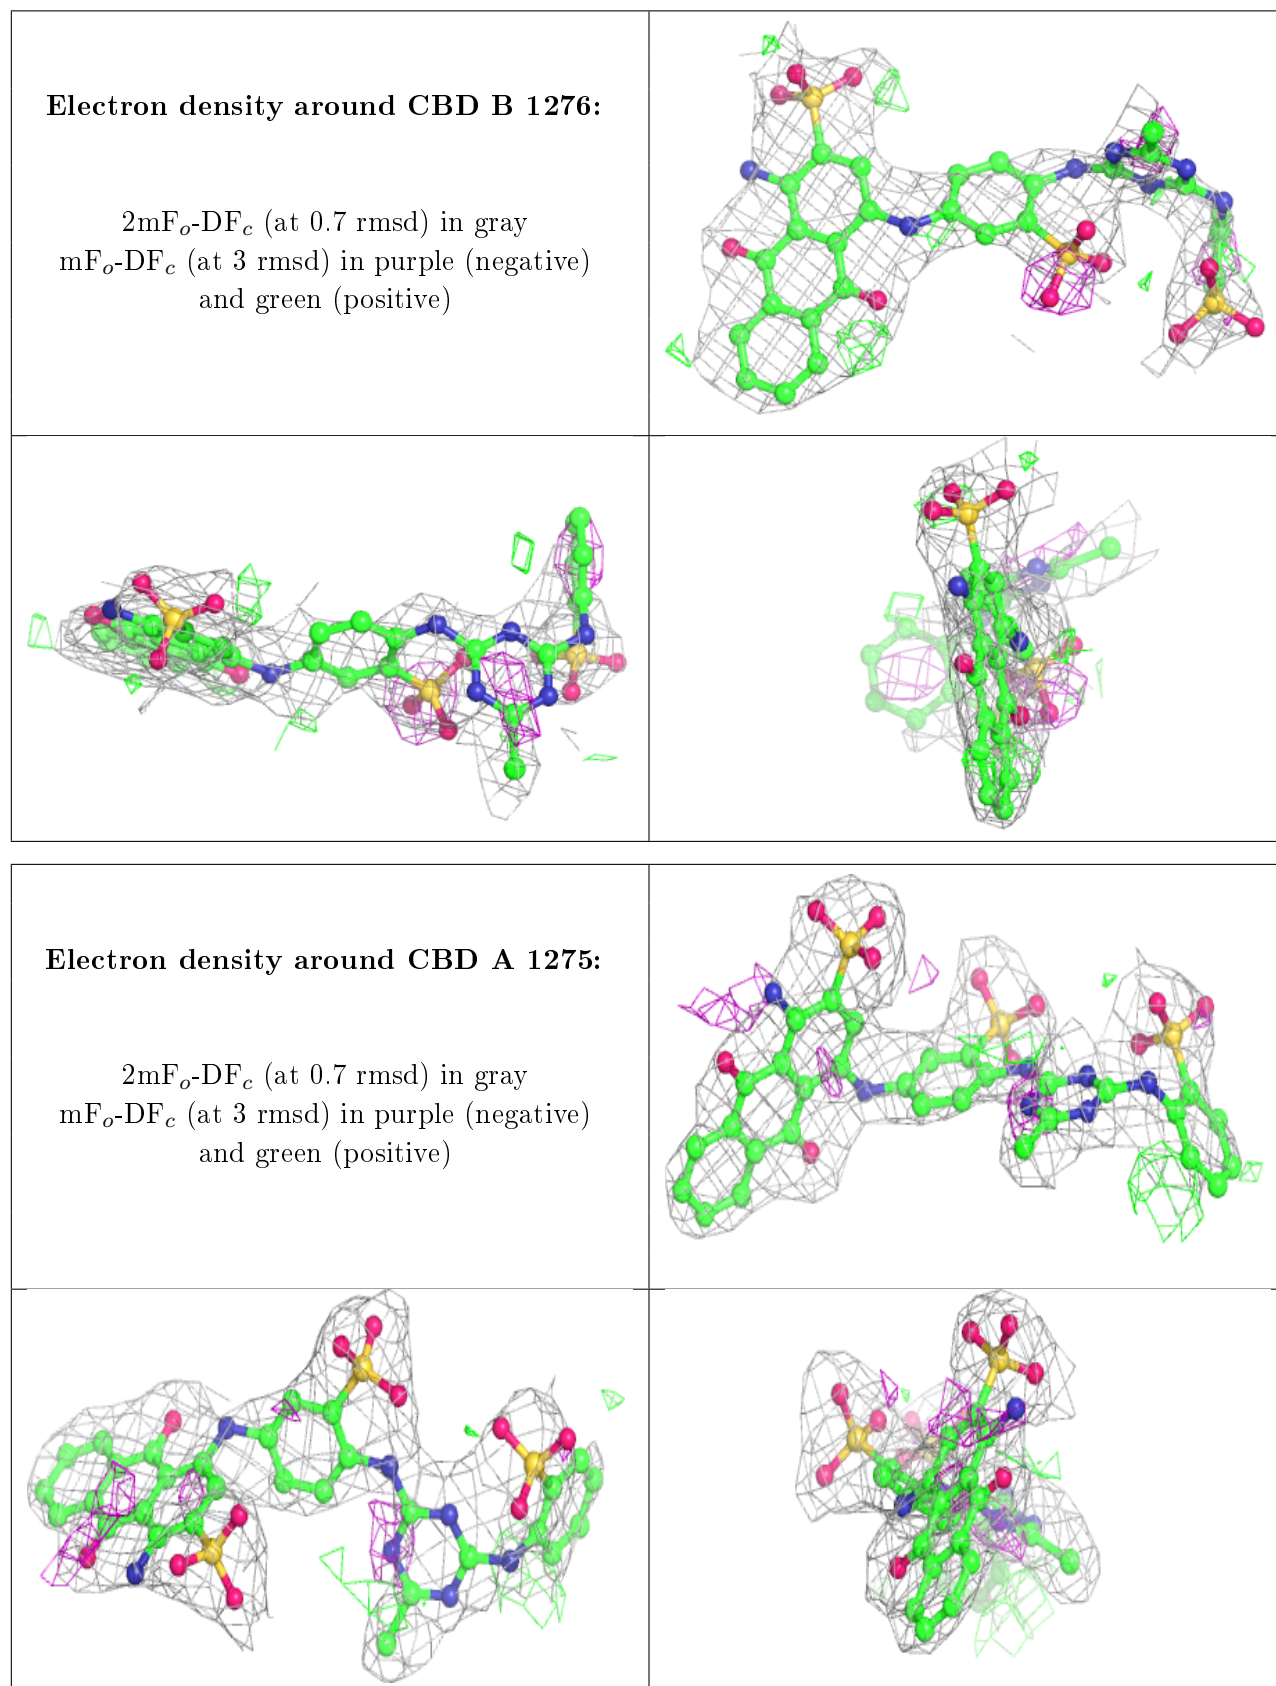 Electron density around CBD B 1276:
2mFo-DFc (at 0.7 rmsd) in gray
mFo-DFc (at 3 rmsd) in purple (negative)
and green (positive)
Electron density around CBD A 1275:
2mFo-DFc (at 0.7 rmsd) in gray
mFo-DFc (at 3 rmsd) in purple (negative)
and green (positive)